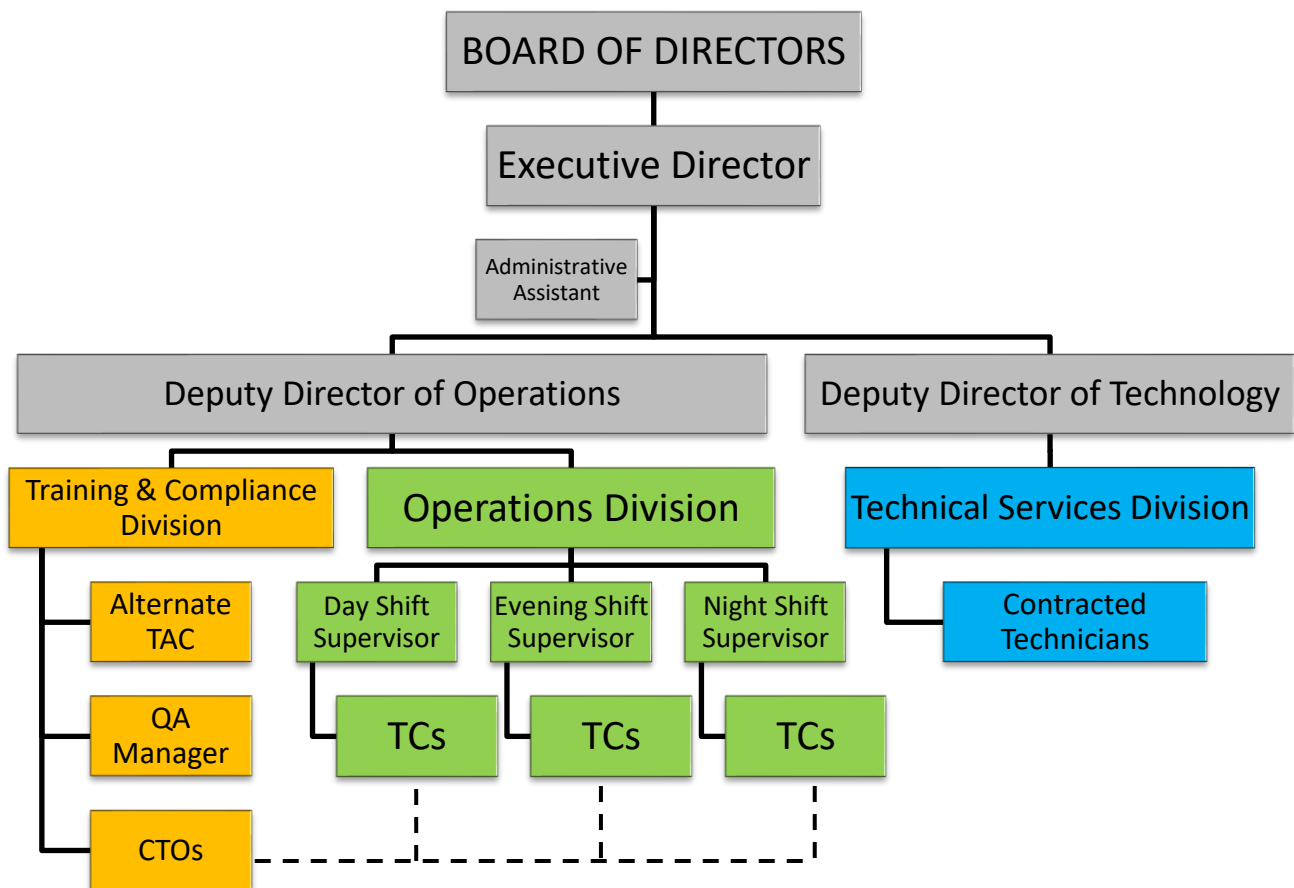 BOARD OF DIRECTORS
Executive Director
Administrative
Assistant
Deputy Director of Operations
Deputy Director of Technology
Training & Compliance
Division
Operations Division
Technical Services Division
Alternate
TAC
Day Shift
Supervisor
Evening Shift
Supervisor
Night Shift
Supervisor
Contracted
Technicians
QA
Manager
TCs
TCs
TCs
CTOs